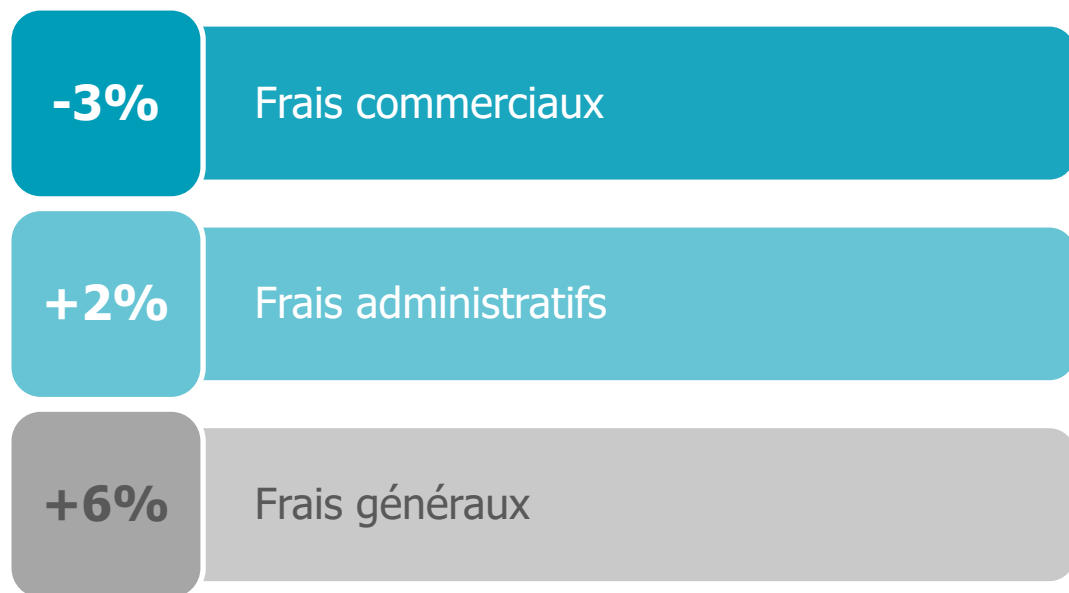 -3%
Frais commerciaux
+2%
Frais administratifs
+6%
Frais généraux